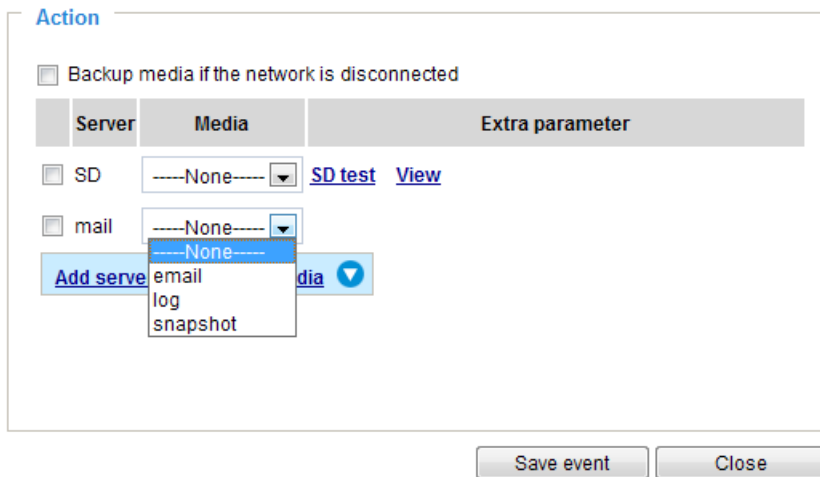 Action
Backup media if the network is disconnected
Server Media Extra parameter
SD -----None----- SD test View
mail -----None-----
-----None-----
email
Add serve dia
log
snapshot
Save event Close